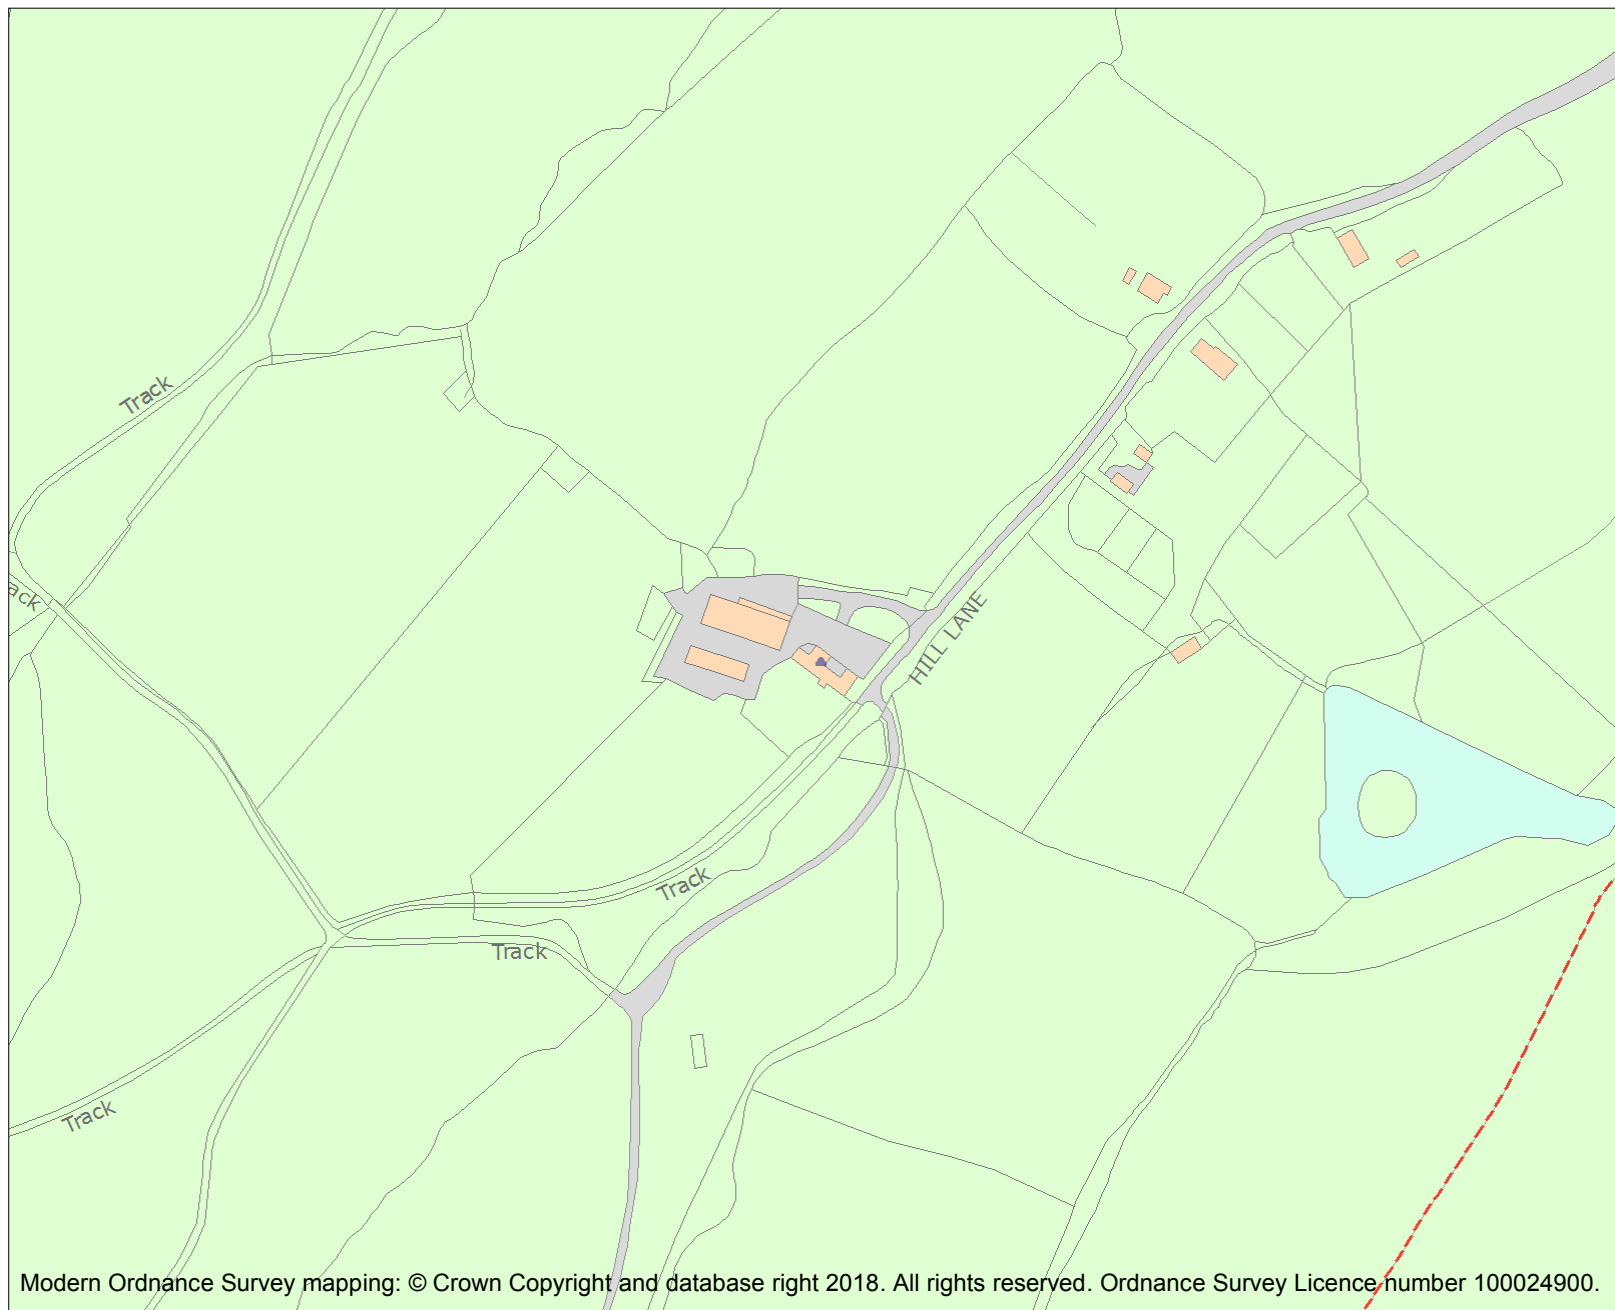 Track
ack
HILL LANE
Track
Track
Track
Modern Ordnance Survey mapping: © Crown Copyright and database right 2018. All rights reserved. Ordnance Survey Licence number 100024900.